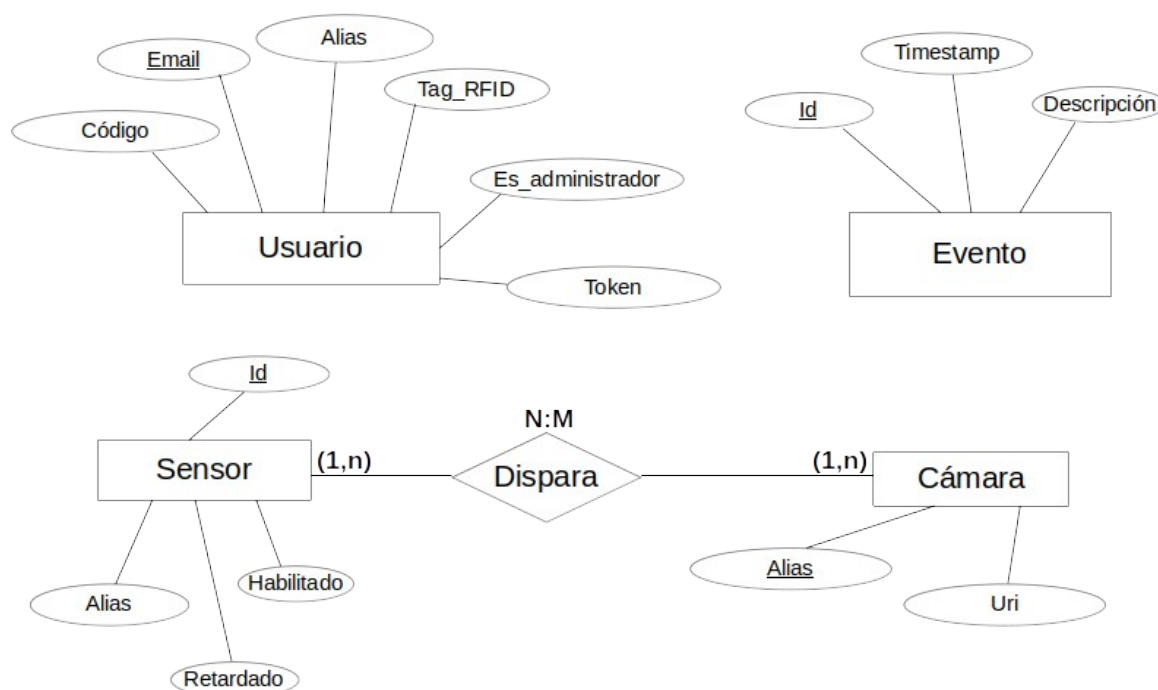 Alias
Email
Timestamp
Tag_RFID
Id
Descripción
Código
Es_administrador
Usuario
Evento
Token
Id
N:M
Sensor
(1,n)
Dispara
(1,n)
Cámara
Alias
Habilitado
Alias
Uri
Retardado